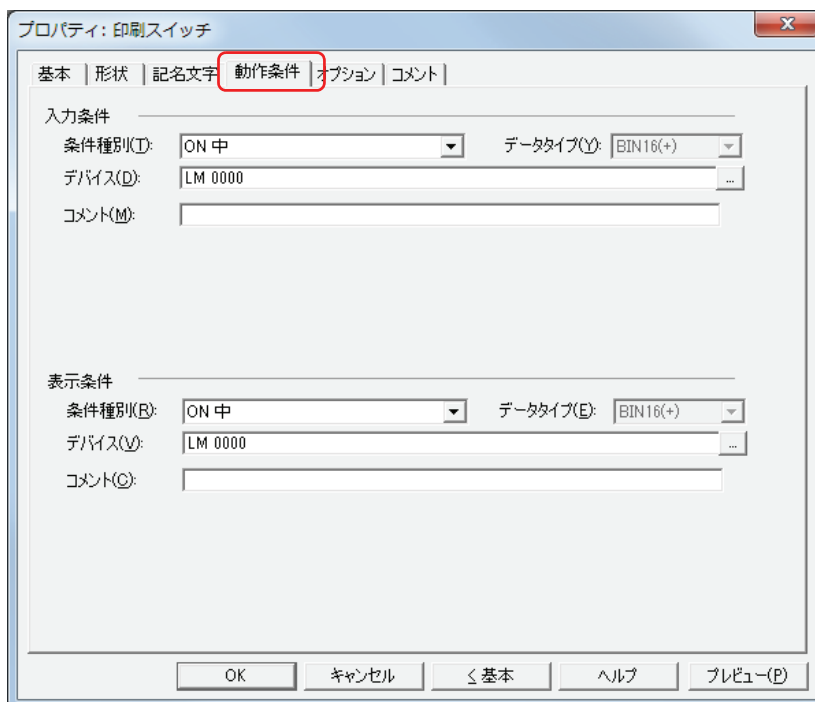 プロパティ: 印刷スイッチ
基本 形状 記名文字 動作条件 オプション コメント
入力条件
条件種別(T): ON 中 データタイプ(Y): BIN16(+)
デバイス(D): LM 0000 ...
コメント(M):
表示条件
条件種別(R): ON 中 データタイプ(E): BIN16(+)
デバイス(V): LM 0000 ...
コメント(C):
OK キャンセル < 基本 ヘルプ プレビュー(P)